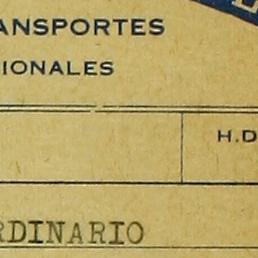 ANSPORTES
IONALES
H.D
RDINARIO